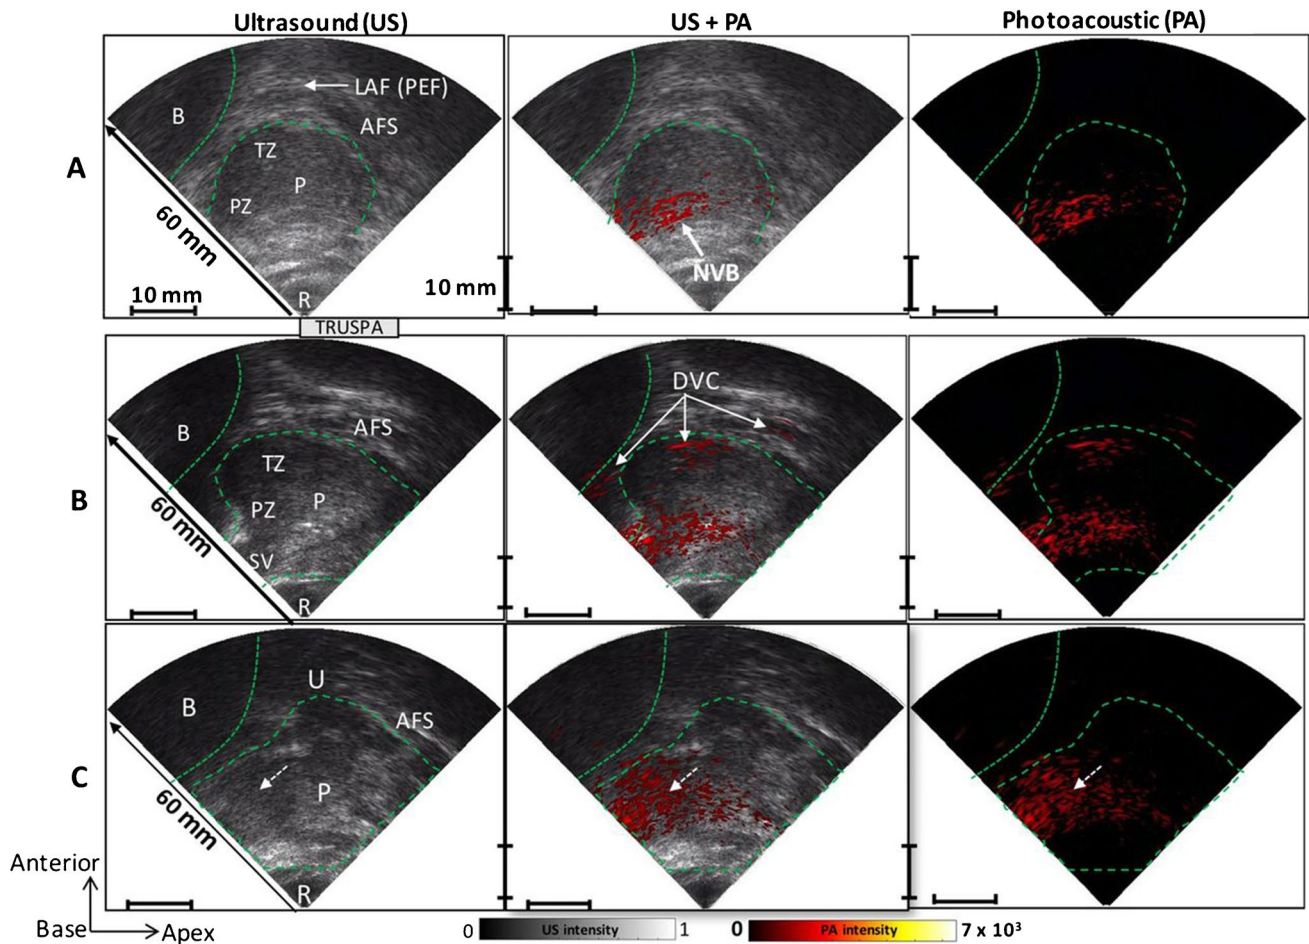 Ultrasound (US)
US + PA
Photoacoustic (PA)
A
B
LAF (PEF)
AFS
TZ
P
PZ
60 mm
10 mm
10 mm
R
TRUSPA
NVB
B
B
AFS
TZ
P
PZ
SV
60 mm
R
DVC
C
B
U
AFS
P
60 mm
R
Anterior
Base
Apex
0
US intensity
1
0
PA intensity
7 x 10³